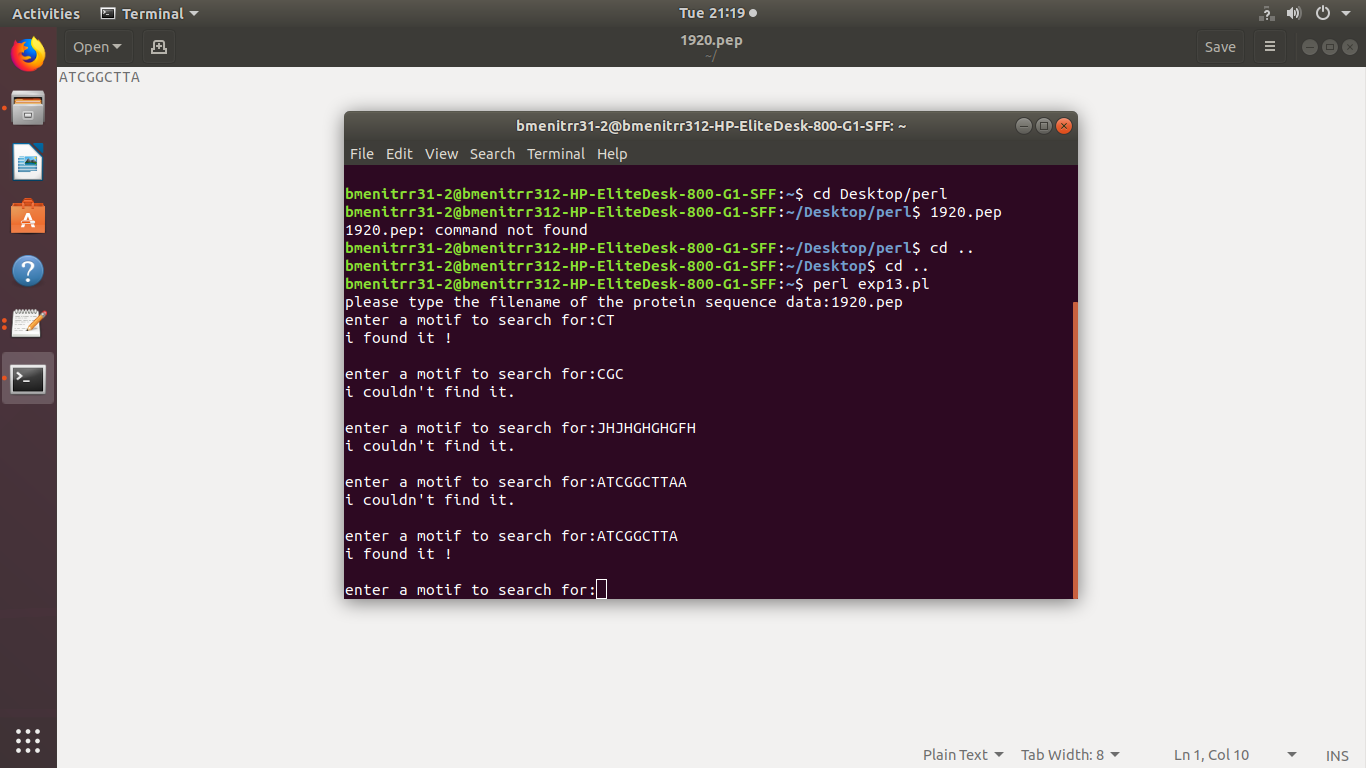 Activities Terminal Tue 21:19
Open 1920.pep Save
~/
ATCGGCTTA
bmenitrr31-2@bmenitrr312-HP-EliteDesk-800-G1-SFF: ~
File Edit View Search Terminal Help
bmenitrr31-2@bmenitrr312-HP-EliteDesk-800-G1-SFF:~$ cd Desktop/perl
bmenitrr31-2@bmenitrr312-HP-EliteDesk-800-G1-SFF:~/Desktop/perl$ 1920.pep
1920.pep: command not found
bmenitrr31-2@bmenitrr312-HP-EliteDesk-800-G1-SFF:~/Desktop/perl$ cd ..
bmenitrr31-2@bmenitrr312-HP-EliteDesk-800-G1-SFF:~/Desktop$ cd ..
bmenitrr31-2@bmenitrr312-HP-EliteDesk-800-G1-SFF:~$ perl exp13.pl
please type the filename of the protein sequence data:1920.pep
enter a motif to search for:CT
i found it !
enter a motif to search for:CGC
i couldn't find it.
enter a motif to search for:JHJHGHGHGFH
i couldn't find it.
enter a motif to search for:ATCGGCTTAA
i couldn't find it.
enter a motif to search for:ATCGGCTTA
i found it !
enter a motif to search for:
Plain Text Tab Width: 8 Ln 1, Col 10 INS